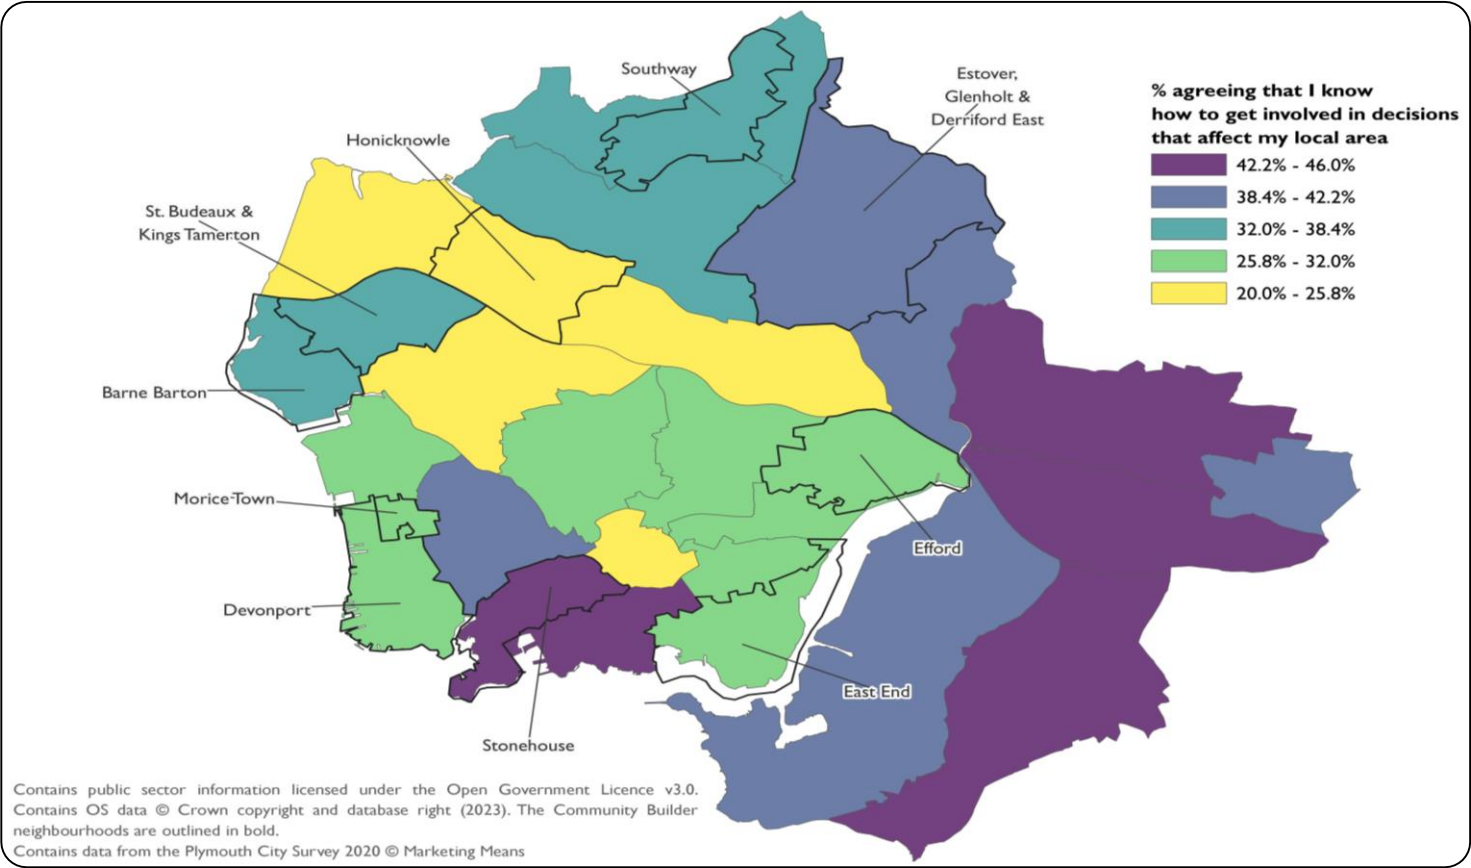 Southway
Estover,
Glenholt &
Derriford East
% agreeing that I know
how to get involved in decisions
that affect my local area
42.2% - 46.0%
38.4% - 42.2%
32.0% - 38.4%
25.8% - 32.0%
20.0% - 25.8%
Honicknowle
St. Budeaux &
Kings Tamerton
Barne Barton
Morice Town
Efford
Devonport
East End
Stonehouse
Contains public sector information licensed under the Open Government Licence v3.0.
Contains OS data © Crown copyright and database right (2023). The Community Builder
neighbourhoods are outlined in bold.
Contains data from the Plymouth City Survey 2020 © Marketing Means